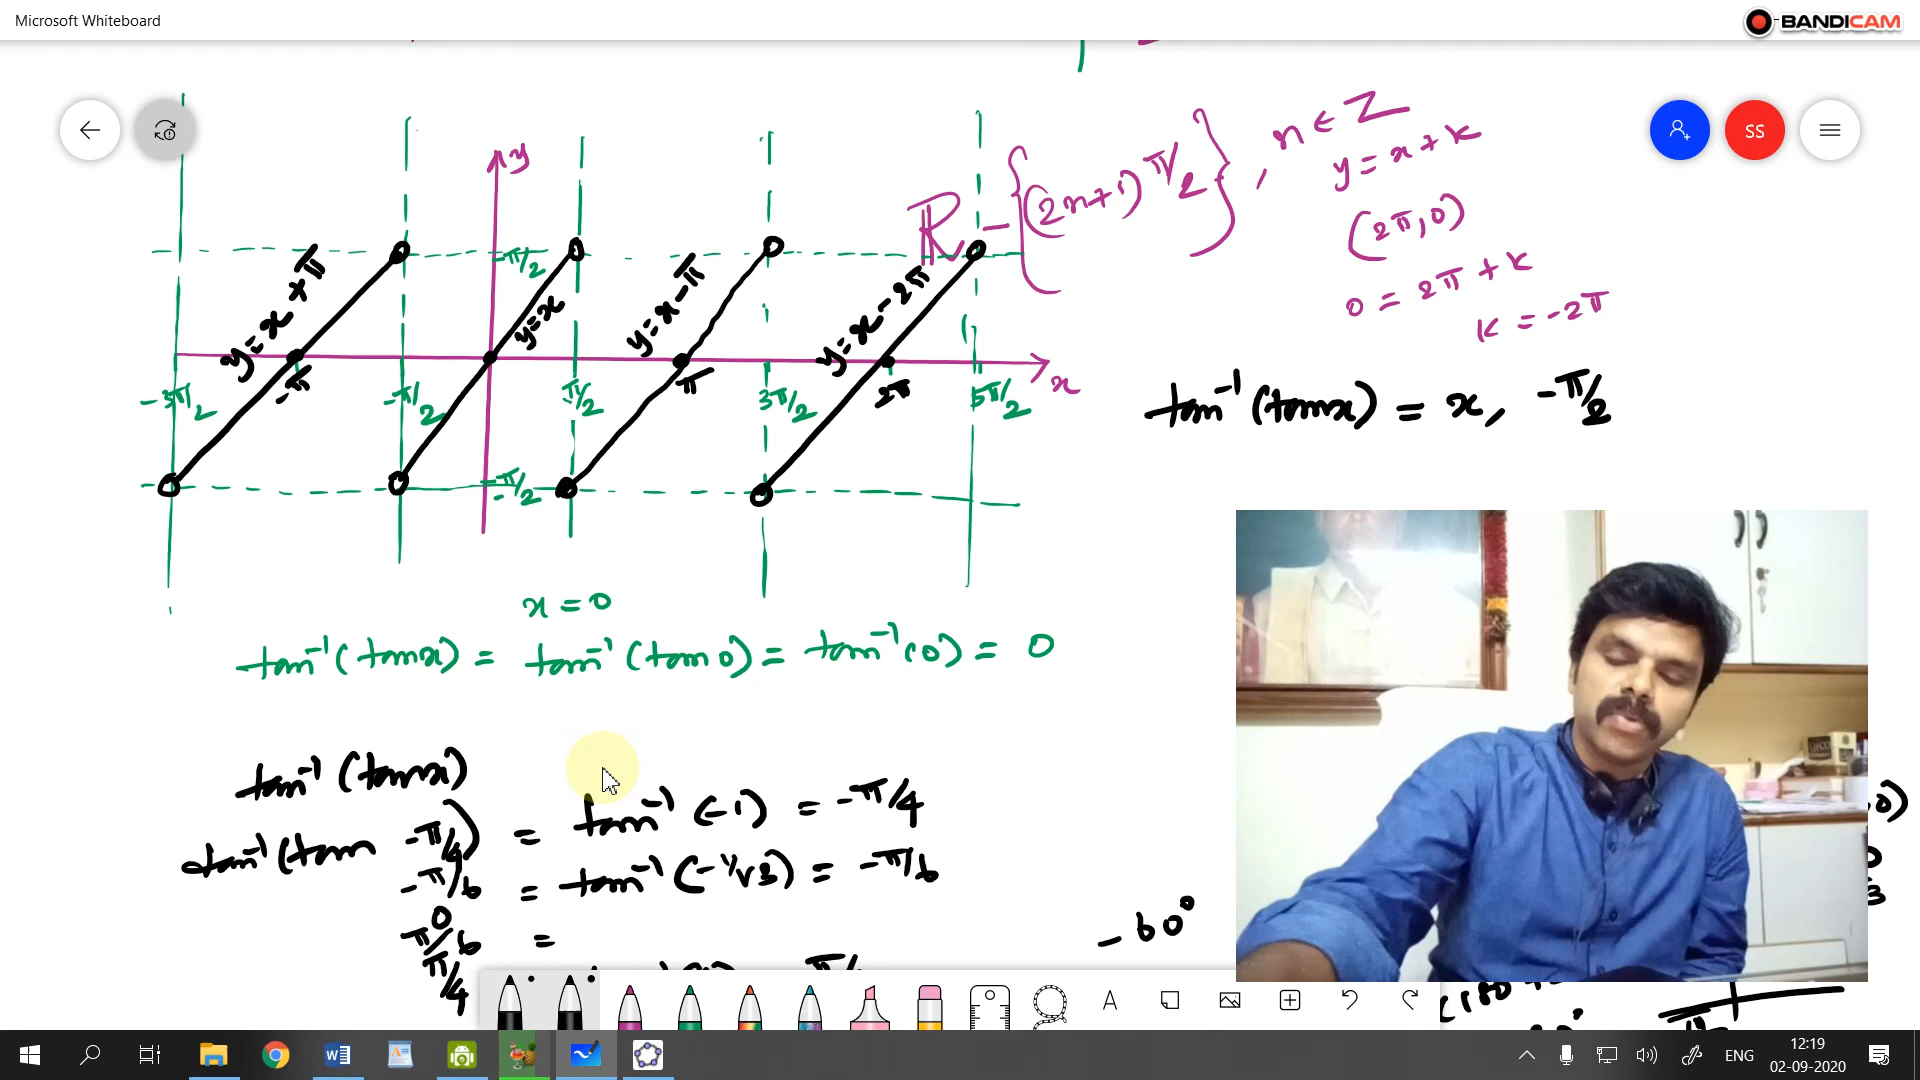 Microsoft Whiteboard
BANDICAM
SS
y
π/2
y = x + π
y = x
y = x - π
y = x - 2π
ℝ - {(2n+1) π/2}, n ∈ Z
y = x + k
(2π, 0)
0 = 2π + k
k = -2π
-3π/2
-π
-π/2
π/2
π
3π/2
2π
5π/2
x
-π/2
tan⁻¹(tan x) = x, -π/2
x = 0
tan⁻¹(tan x) = tan⁻¹(tan 0) = tan⁻¹(0) = 0
tan⁻¹(tan x)
tan⁻¹(tan -π/4) = tan⁻¹(-1) = -π/4
-π/6 = tan⁻¹(-1/√3) = -π/6
0
π/6 =
π/4
-60°
A
ENG
12:19
02-09-2020